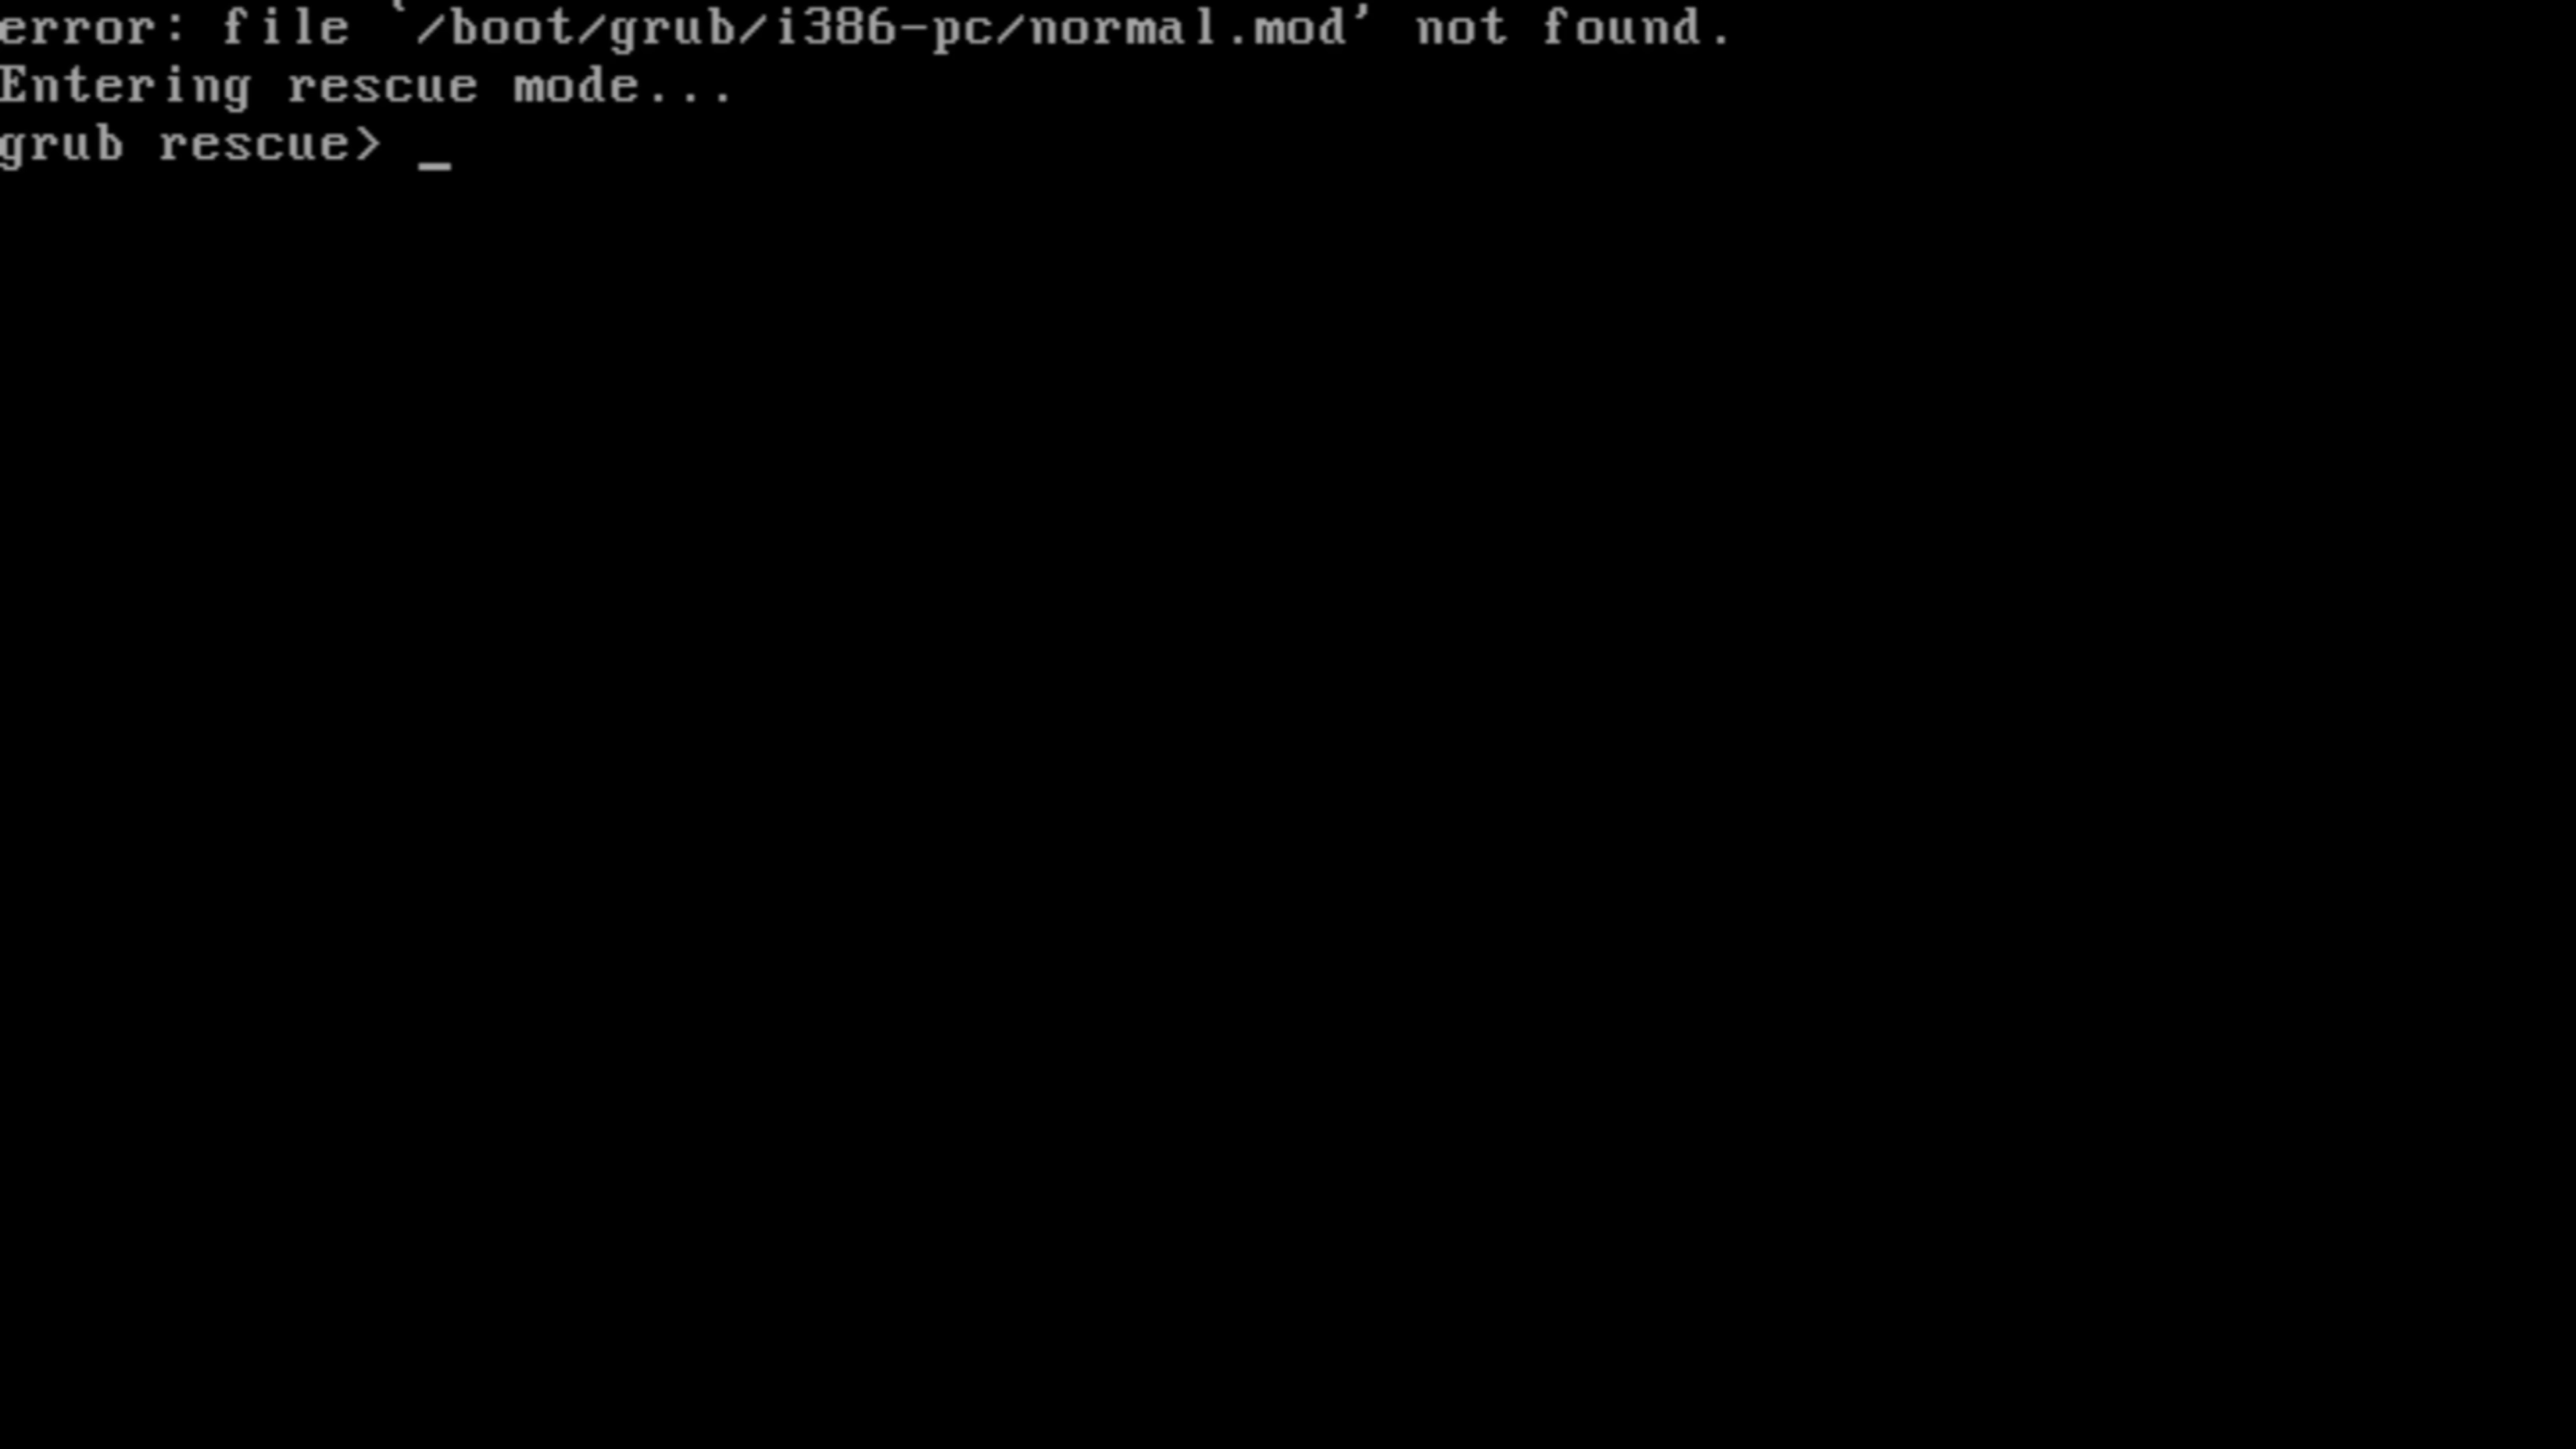 error: file `/boot/grub/i386-pc/normal.mod' not found.
Entering rescue mode...
grub rescue> _